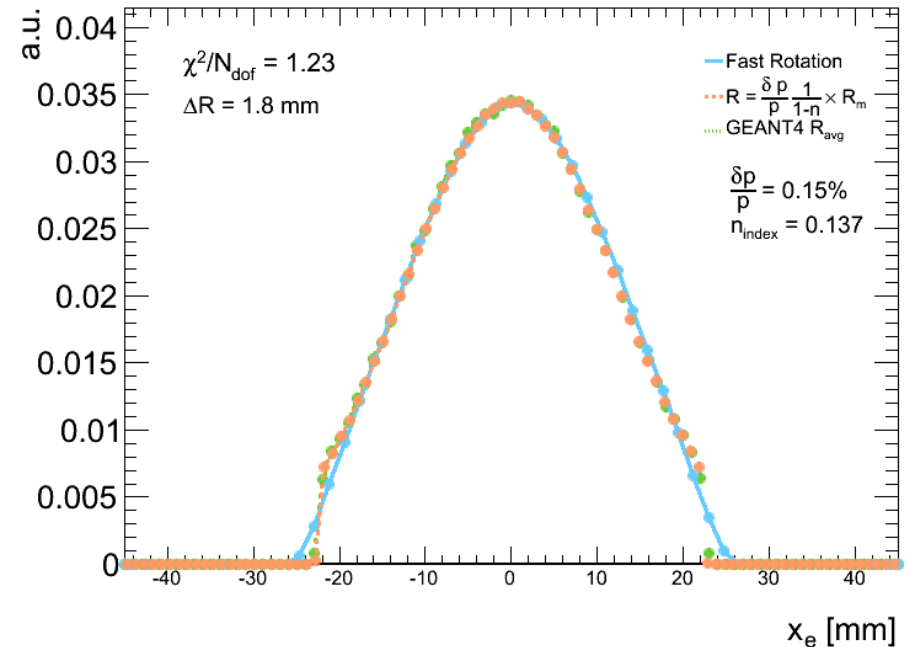 a.u.
0.04
0.035
0.03
0.025
0.02
0.015
0.01
0.005
0
χ²/N_dof = 1.23
ΔR = 1.8 mm
Fast Rotation
R = δp/p 1/1-n × R_m
GEANT4 R_avg
δp/p = 0.15%
n_index = 0.137
-40 -30 -20 -10 0 10 20 30 40
x_e [mm]